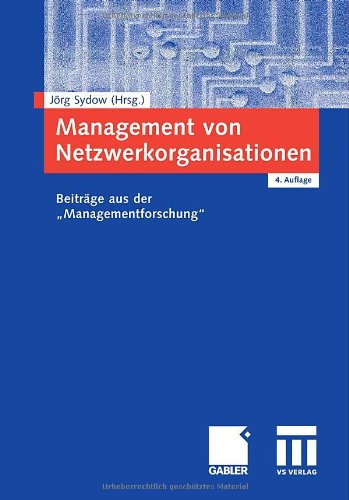 Jörg Sydow (Hrsg.)
Management von
Netzwerkorganisationen
4. Auflage
Beiträge aus der
„Managementforschung“
GABLER
VS VERLAG
Urheberrechtlich geschütztes Material